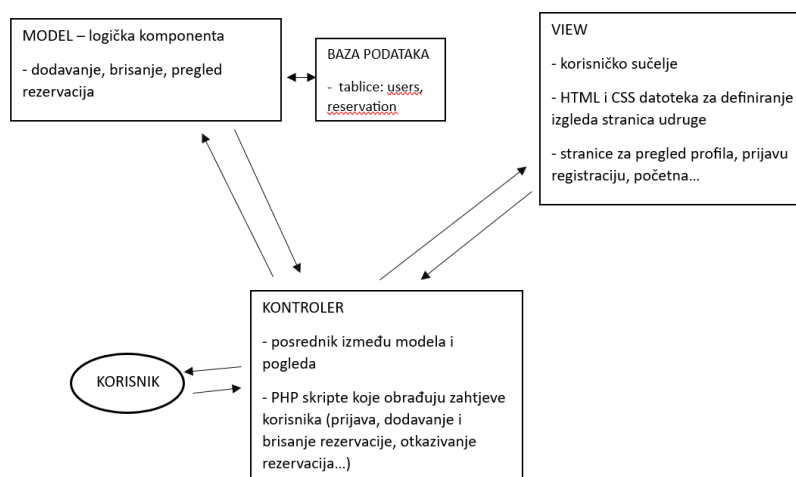 MODEL – logička komponenta
- dodavanje, brisanje, pregled
rezervacija
BAZA PODATAKA
- tablice: users,
reservation
VIEW
- korisničko sučelje
- HTML i CSS datoteka za definiranje
izgleda stranica udruge
- stranice za pregled profila, prijavu
registraciju, početna...
KONTROLER
- posrednik između modela i
pogleda
- PHP skripte koje obrađuju zahtjeve
korisnika (prijava, dodavanje i
brisanje rezervacije, otkazivanje
rezervacija...)
KORISNIK